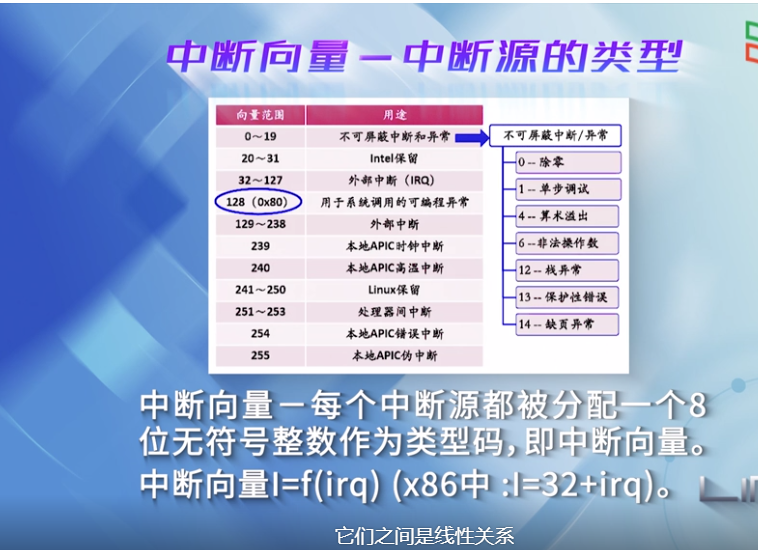 中断向量－中断源的类型
向量范围 用途
0～19 不可屏蔽中断和异常
20～31 Intel保留
32～127 外部中断（IRQ）
128（0x80） 用于系统调用的可编程异常
129～238 外部中断
239 本地APIC时钟中断
240 本地APIC高温中断
241～250 Linux保留
251～253 处理器间中断
254 本地APIC错误中断
255 本地APIC伪中断
不可屏蔽中断/异常
0－除零
1－单步调试
4－算术溢出
6－非法操作数
12－栈异常
13－保护性错误
14－缺页异常
中断向量－每个中断源都被分配一个8
位无符号整数作为类型码，即中断向量。
中断向量I=f(irq) (x86中 :I=32+irq)。
它们之间是线性关系